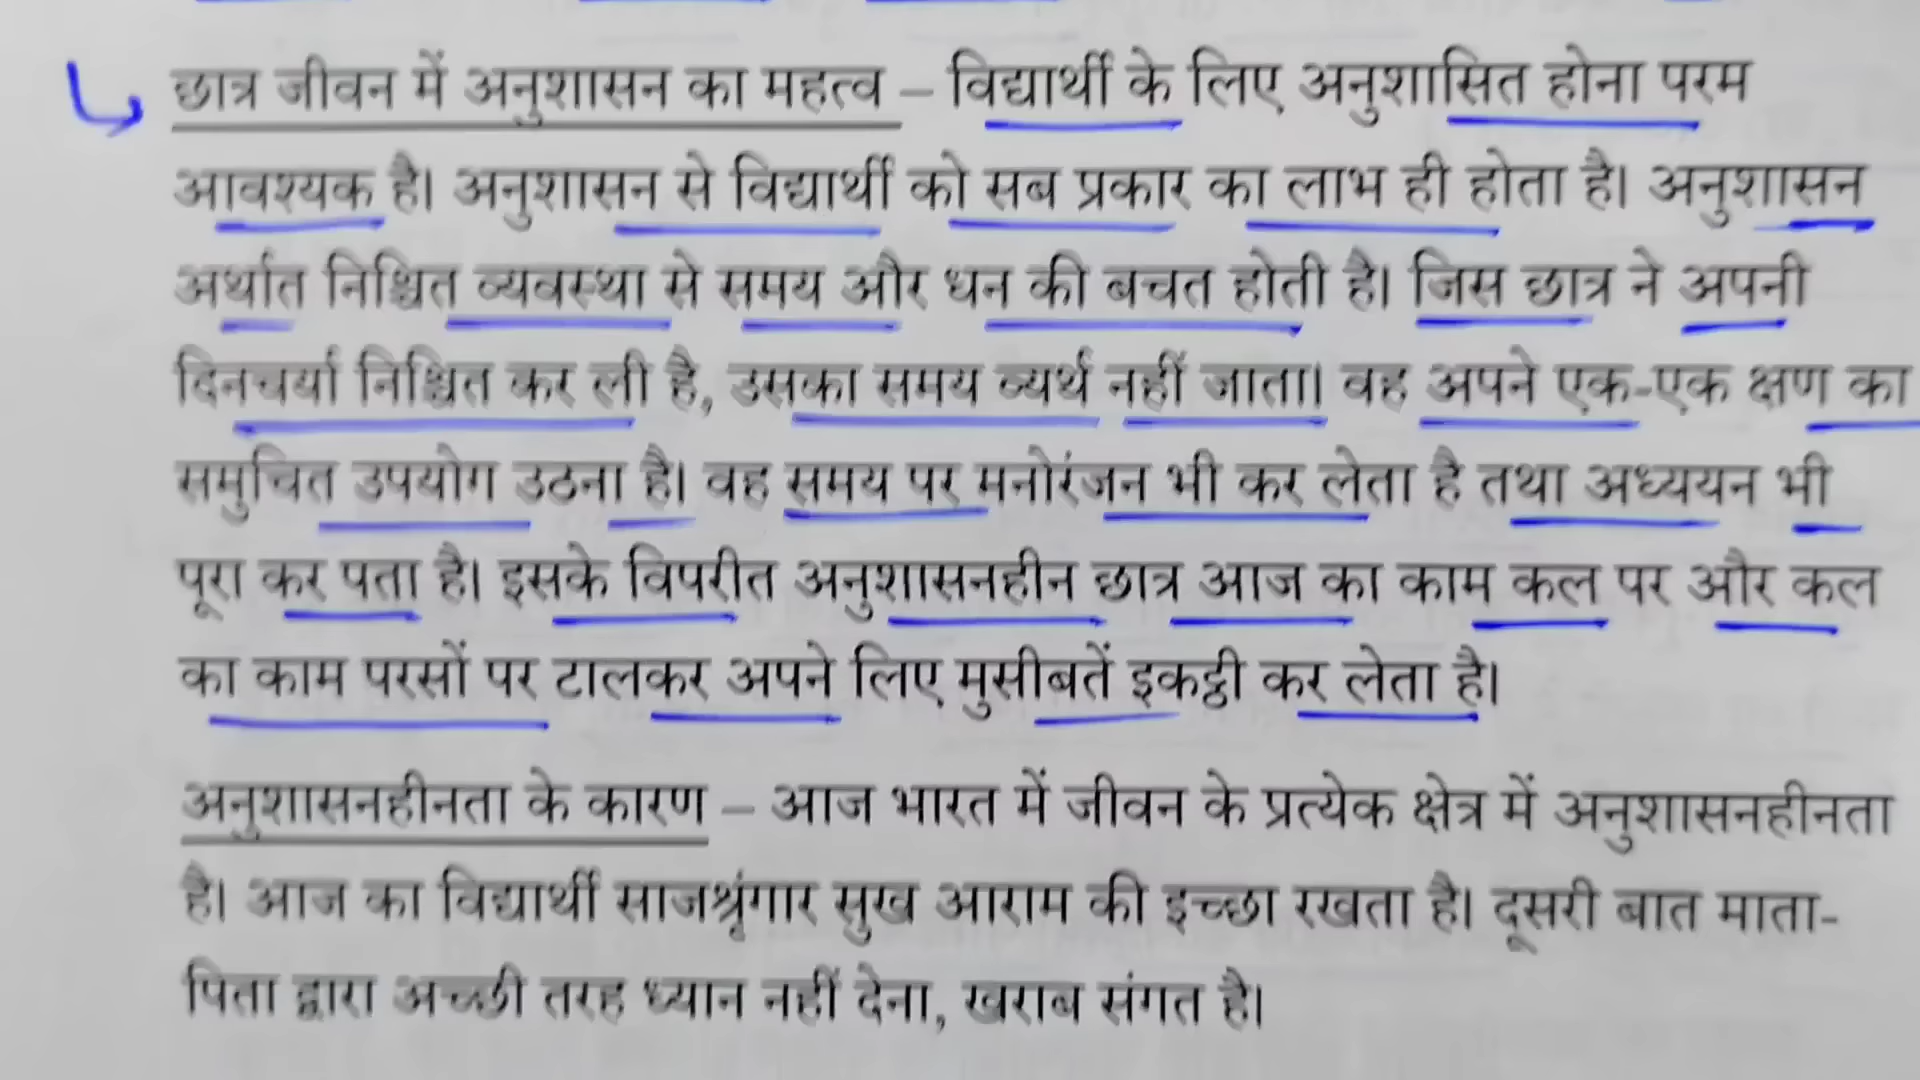 छात्र जीवन में अनुशासन का महत्व – विद्यार्थी के लिए अनुशासित होना परम
आवश्यक है। अनुशासन से विद्यार्थी को सब प्रकार का लाभ ही होता है। अनुशासन
अर्थात निश्चित व्यवस्था से समय और धन की बचत होती है। जिस छात्र ने अपनी
दिनचर्या निश्चित कर ली है, उसका समय व्यर्थ नहीं जाता। वह अपने एक-एक क्षण का
समुचित उपयोग उठना है। वह समय पर मनोरंजन भी कर लेता है तथा अध्ययन भी
पूरा कर पता है। इसके विपरीत अनुशासनहीन छात्र आज का काम कल पर और कल
का काम परसों पर टालकर अपने लिए मुसीबतें इकट्ठी कर लेता है।
अनुशासनहीनता के कारण – आज भारत में जीवन के प्रत्येक क्षेत्र में अनुशासनहीनता
है। आज का विद्यार्थी साजश्रृंगार सुख आराम की इच्छा रखता है। दूसरी बात माता-
पिता द्वारा अच्छी तरह ध्यान नहीं देना, खराब संगत है।